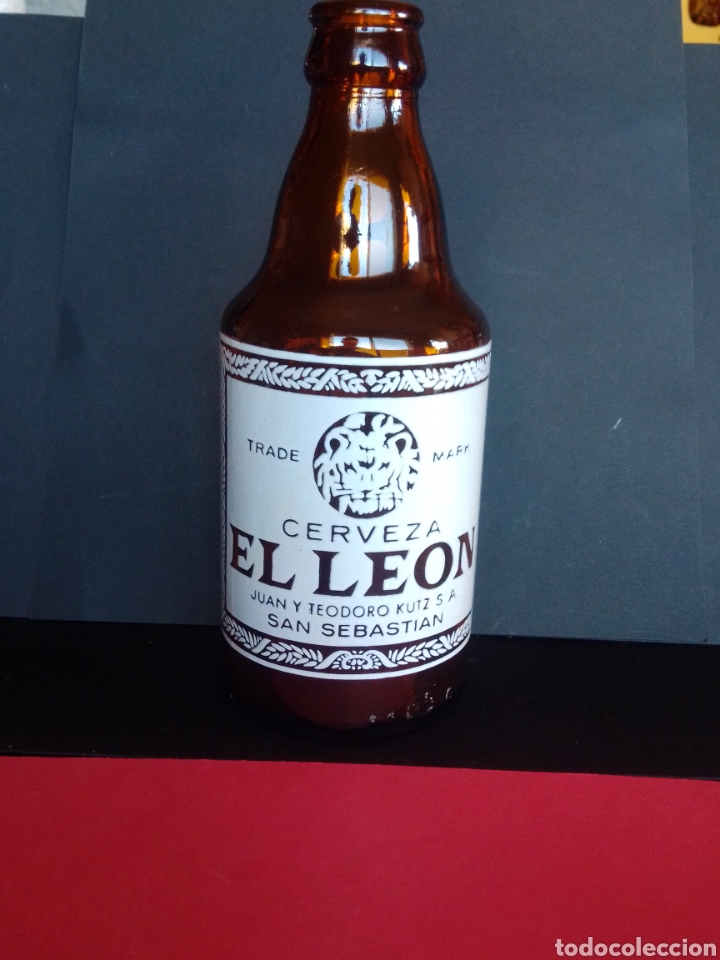 TRADE MARK
CERVEZA
EL LEON
JUAN Y TEODORO KUTZ S A
SAN SEBASTIAN
todocoleccion